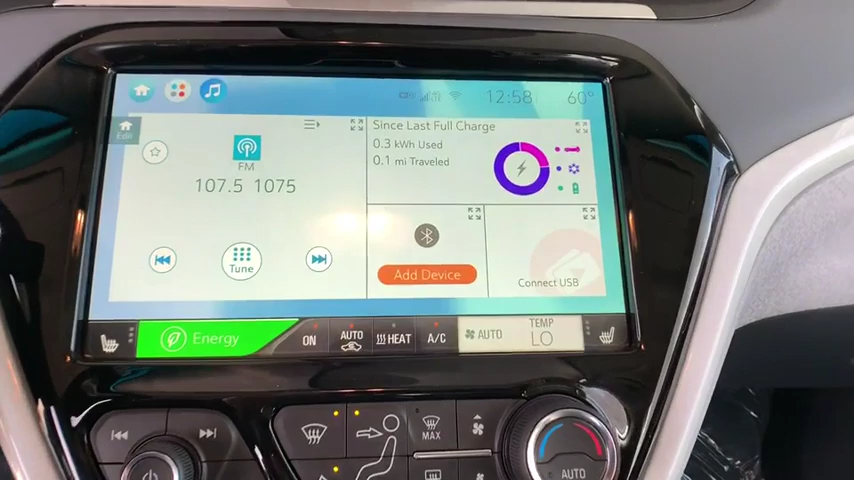 12:58
60°
Edit
FM
107.5 1075
Tune
Since Last Full Charge
0.3 kWh Used
0.1 mi Traveled
Add Device
Connect USB
Energy
ON
AUTO
HEAT
A/C
AUTO
TEMP
LO
MAX
AUTO